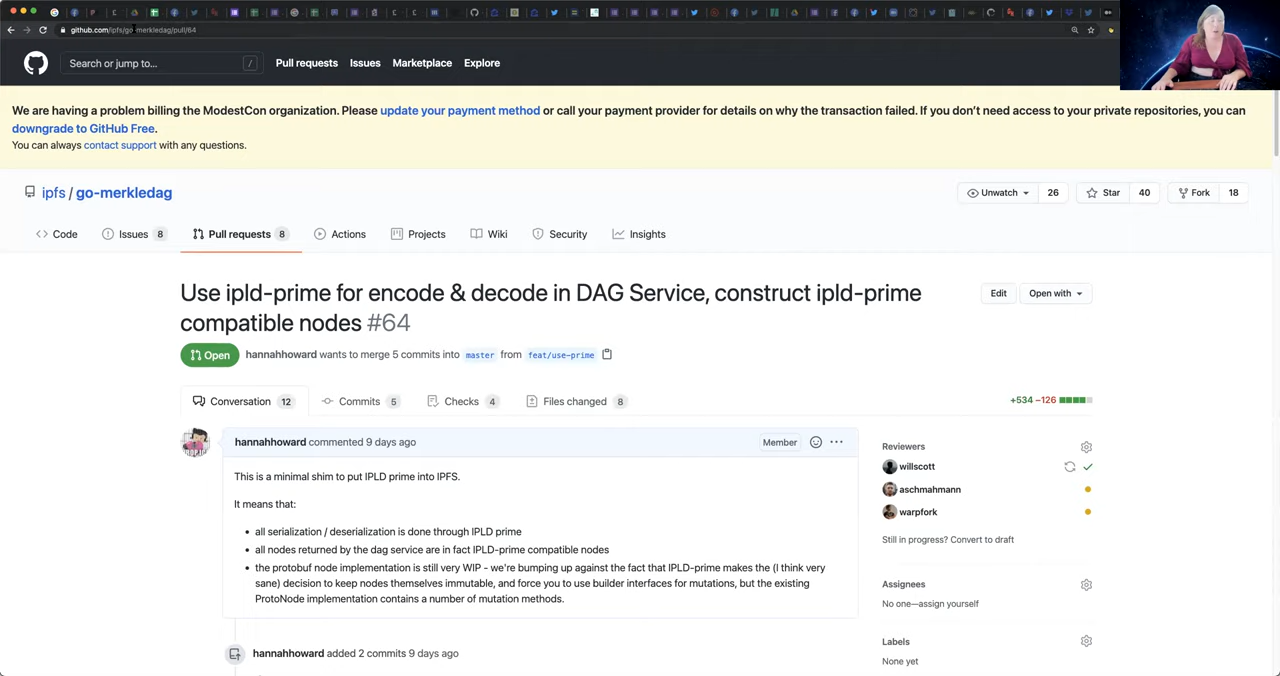 github.com/ipfs/go-merkledag/pull/64
Search or jump to... /
Pull requests Issues Marketplace Explore
We are having a problem billing the ModestCon organization. Please update your payment method or call your payment provider for details on why the transaction failed. If you don’t need access to your private repositories, you can
downgrade to GitHub Free.
You can always contact support with any questions.
ipfs / go-merkledag
Unwatch 26 Star 40 Fork 18
Code Issues 8 Pull requests 8 Actions Projects Wiki Security Insights
Use ipld-prime for encode & decode in DAG Service, construct ipld-prime
compatible nodes #64
Edit Open with
Open hannahhoward wants to merge 5 commits into master from feat/use-prime
Conversation 12 Commits 5 Checks 4 Files changed 8
+534 −126
hannahhoward commented 9 days ago Member
This is a minimal shim to put IPLD prime into IPFS.
It means that:
• all serialization / deserialization is done through IPLD prime
• all nodes returned by the dag service are in fact IPLD-prime compatible nodes
• the protobuf node implementation is still very WIP - we're bumping up against the fact that IPLD-prime makes the (I think very
sane) decision to keep nodes themselves immutable, and force you to use builder interfaces for mutations, but the existing
ProtoNode implementation contains a number of mutation methods.
hannahhoward added 2 commits 9 days ago
Reviewers
willscott
aschmahmann
warpfork
Still in progress? Convert to draft
Assignees
No one—assign yourself
Labels
None yet